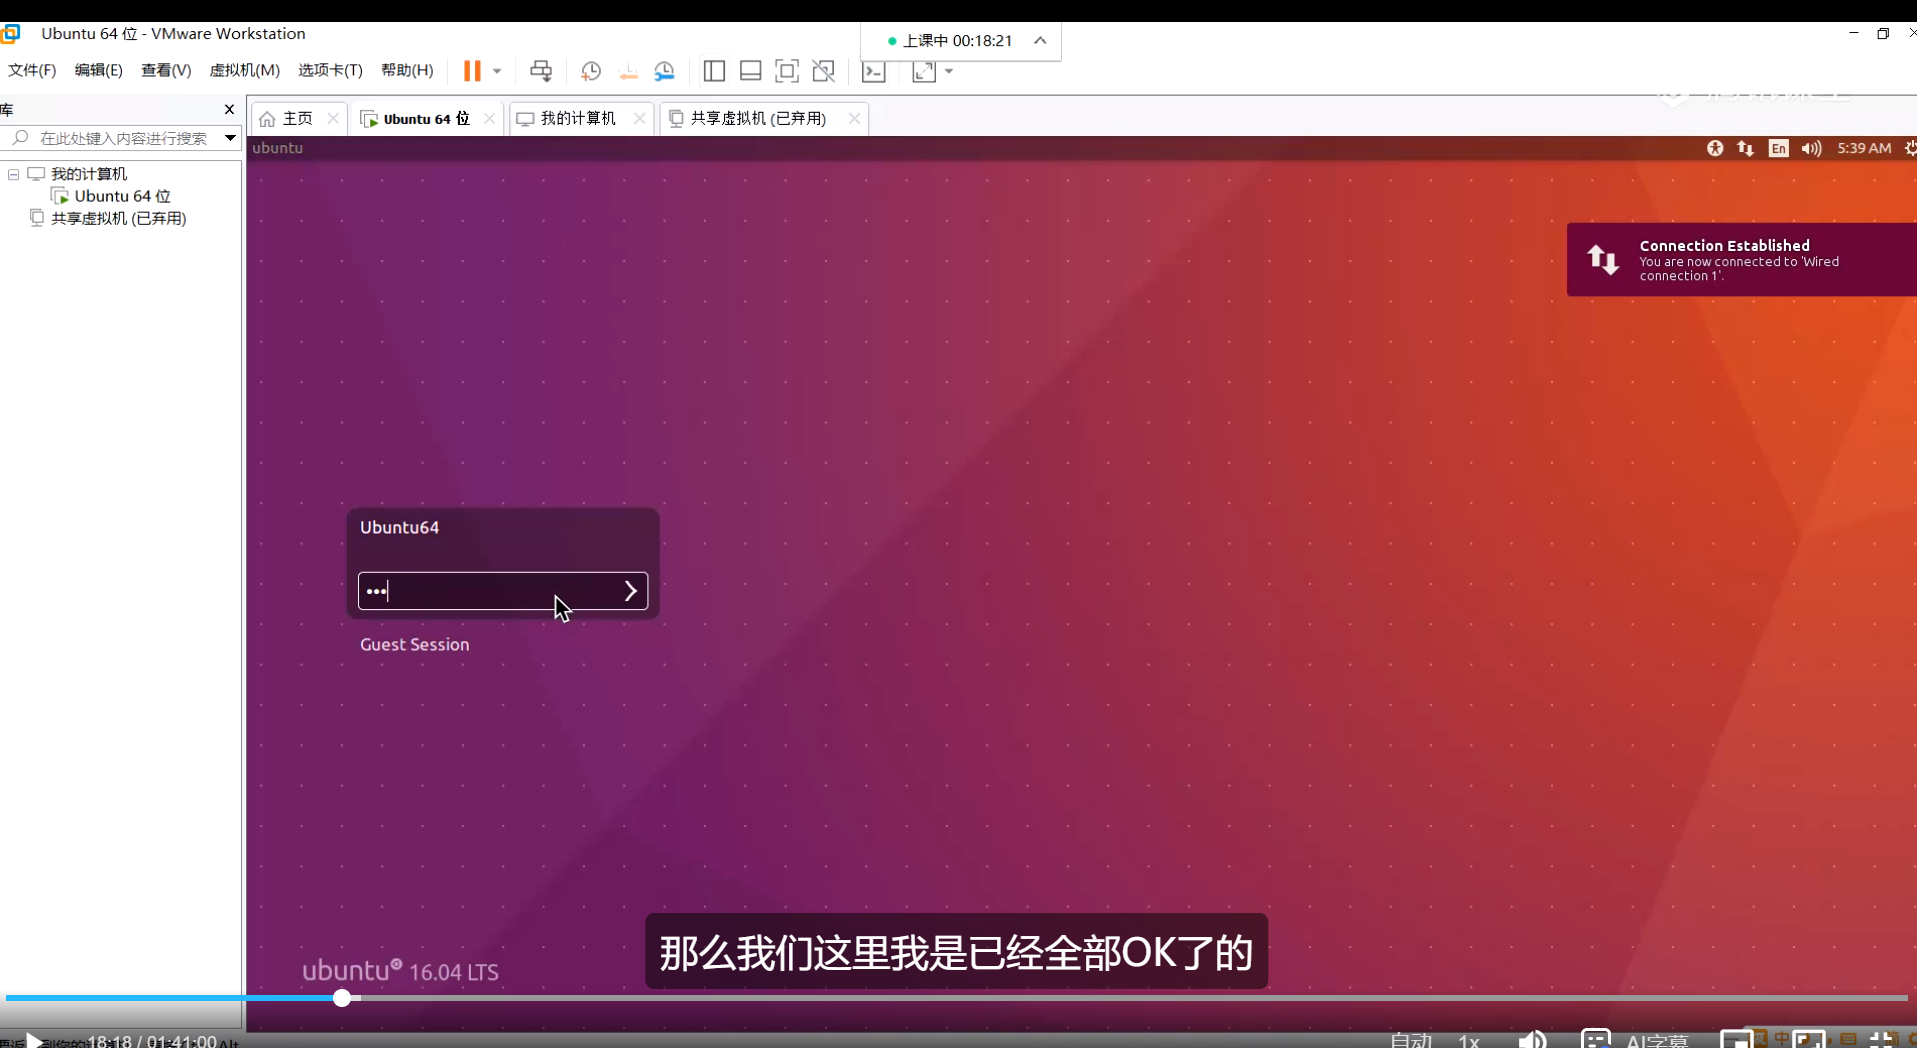 Ubuntu 64 位 - VMware Workstation
上课中 00:18:21
文件(F) 编辑(E) 查看(V) 虚拟机(M) 选项卡(T) 帮助(H)
库
在此处键入内容进行搜索
我的计算机
Ubuntu 64 位
共享虚拟机 (已弃用)
主页
Ubuntu 64 位
我的计算机
共享虚拟机 (已弃用)
ubuntu
En
5:39 AM
Connection Established
You are now connected to 'Wired
connection 1'.
Ubuntu64
Guest Session
ubuntu® 16.04 LTS
那么我们这里我是已经全部OK了的
18:18 / 01:41:00
自动
1x
AI字幕